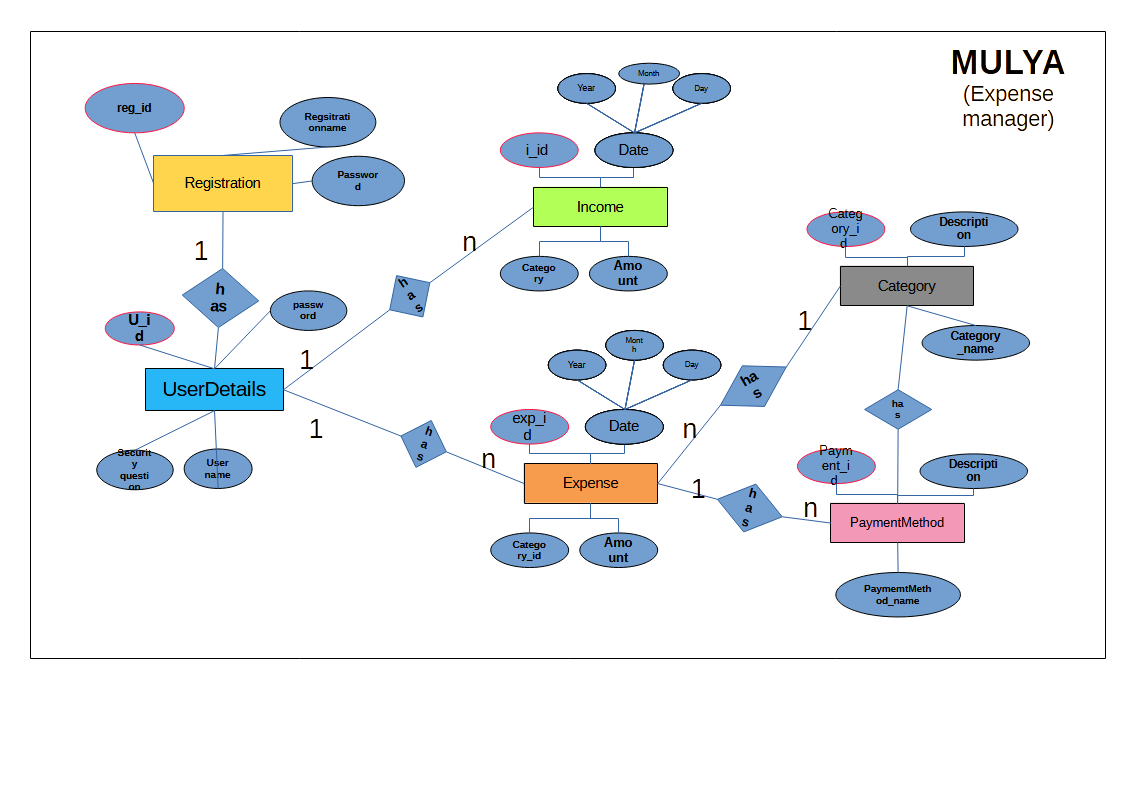 MULYA
(Expense
manager)
reg_id
Regsitrati
onname
Passwor
d
Registration
1
h
as
U_i
d
passw
ord
UserDetails
Securit
y
questi
on
User
name
1
h
a
s
n
1
h
a
s
n
Year
Month
Day
i_id
Date
Income
Catego
ry
Amo
unt
Year
Mont
h
Day
exp_i
d
Date
Expense
Catego
ry_id
Amo
unt
n
ha
s
1
1
h
a
s
n
Categ
ory_i
d
Descripti
on
Category
Category
_name
ha
s
Paym
ent_i
d
Descripti
on
PaymentMethod
PaymemtMeth
od_name